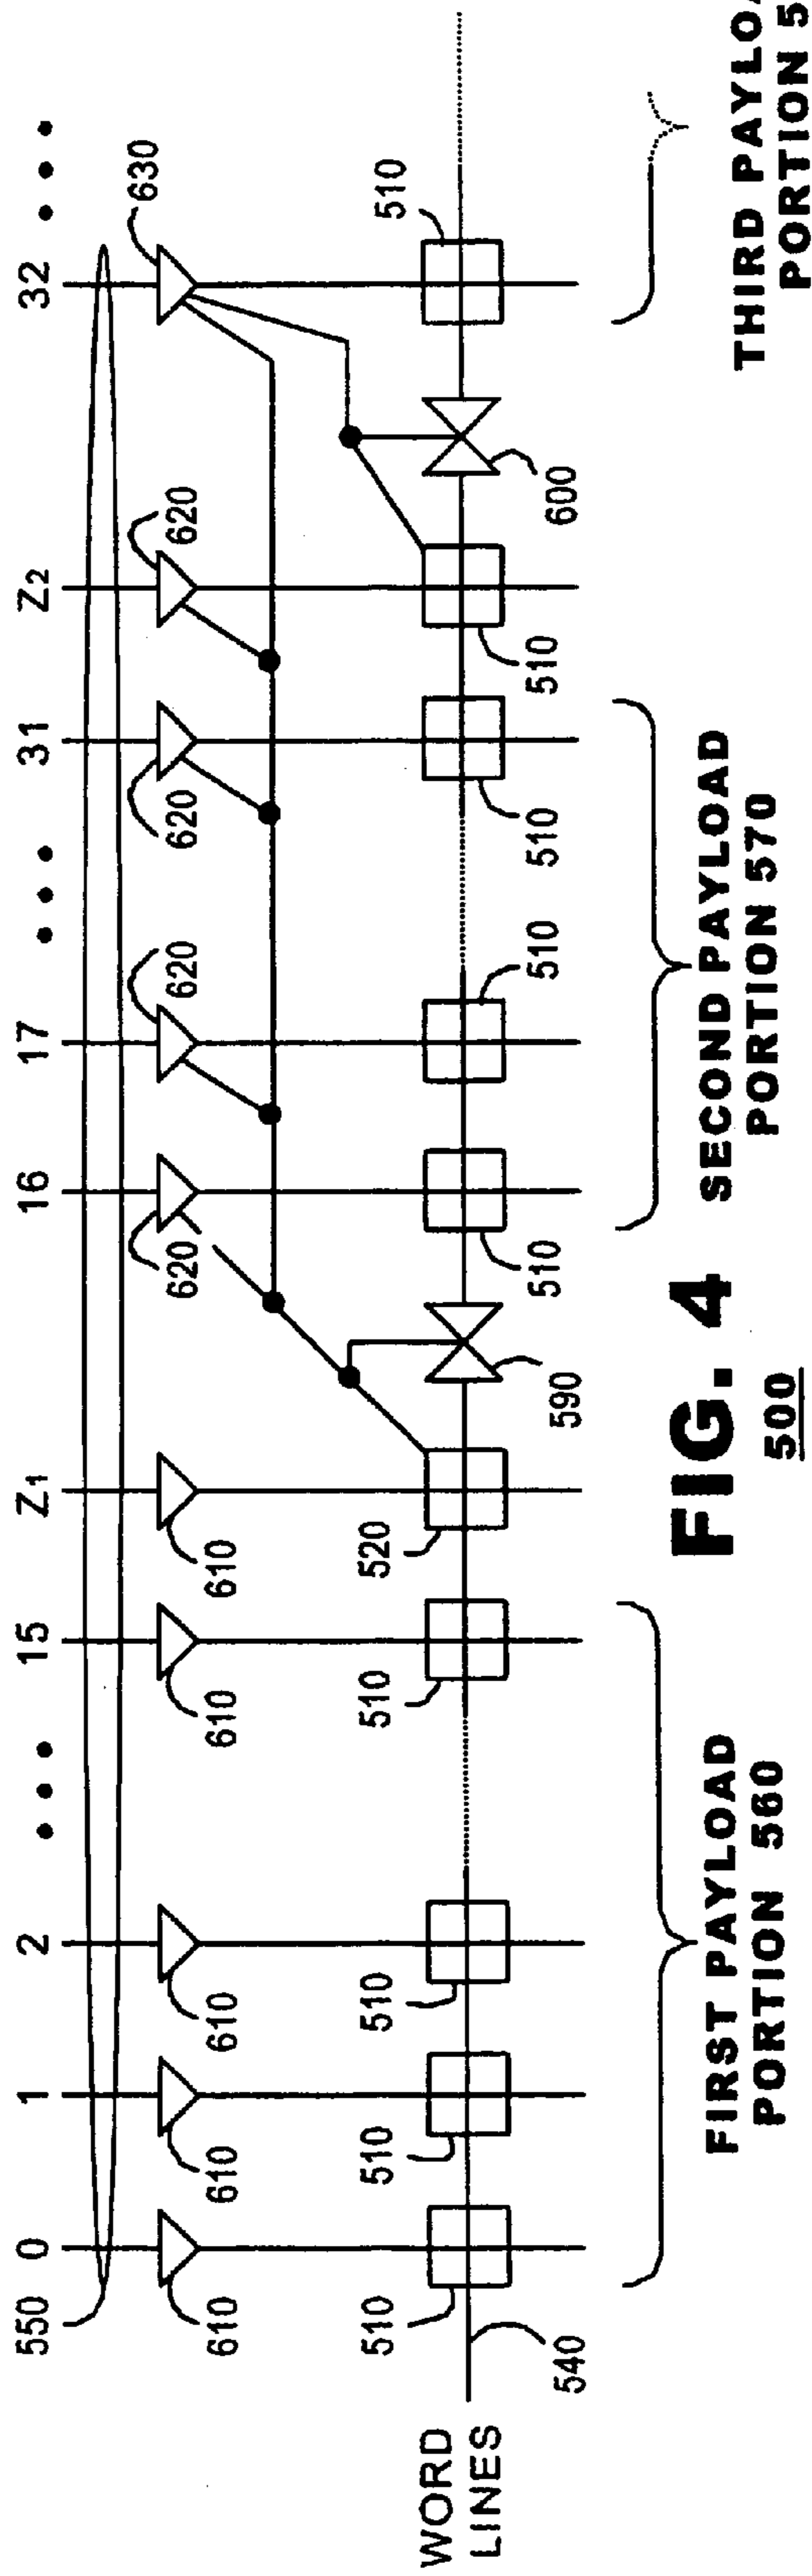 0 1 2 • • • 15 Z1 16 17 • • • 31 Z2 32 • • •
550
610 610 610 610 610 620 620 620 620 630
WORD LINES
540
510 510 510 510 520 590 510 510 510 510 600 510
FIRST PAYLOAD
PORTION 560
SECOND PAYLOAD
PORTION 570
THIRD PAYLOA
PORTION 5
FIG. 4
500